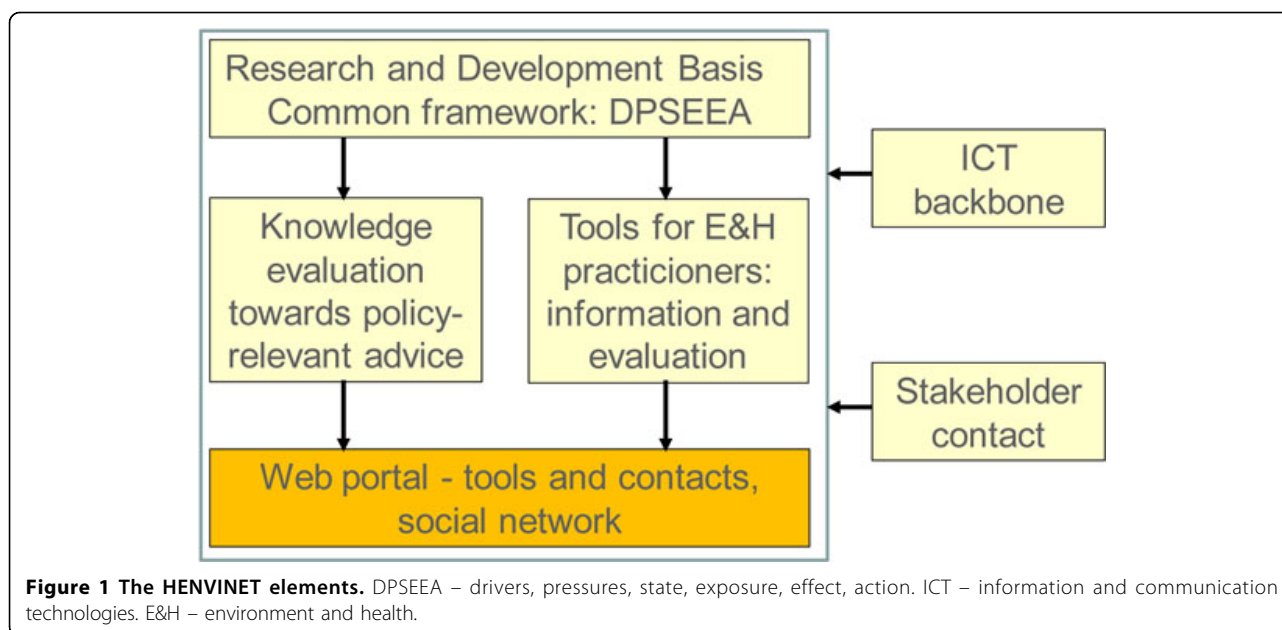 Research and Development Basis
Common framework: DPSEEA
Knowledge
evaluation
towards policy-
relevant advice
Tools for E&H
practicioners:
information and
evaluation
Web portal - tools and contacts,
social network
ICT
backbone
Stakeholder
contact
Figure 1 The HENVINET elements. DPSEEA – drivers, pressures, state, exposure, effect, action. ICT – information and communication
technologies. E&H – environment and health.